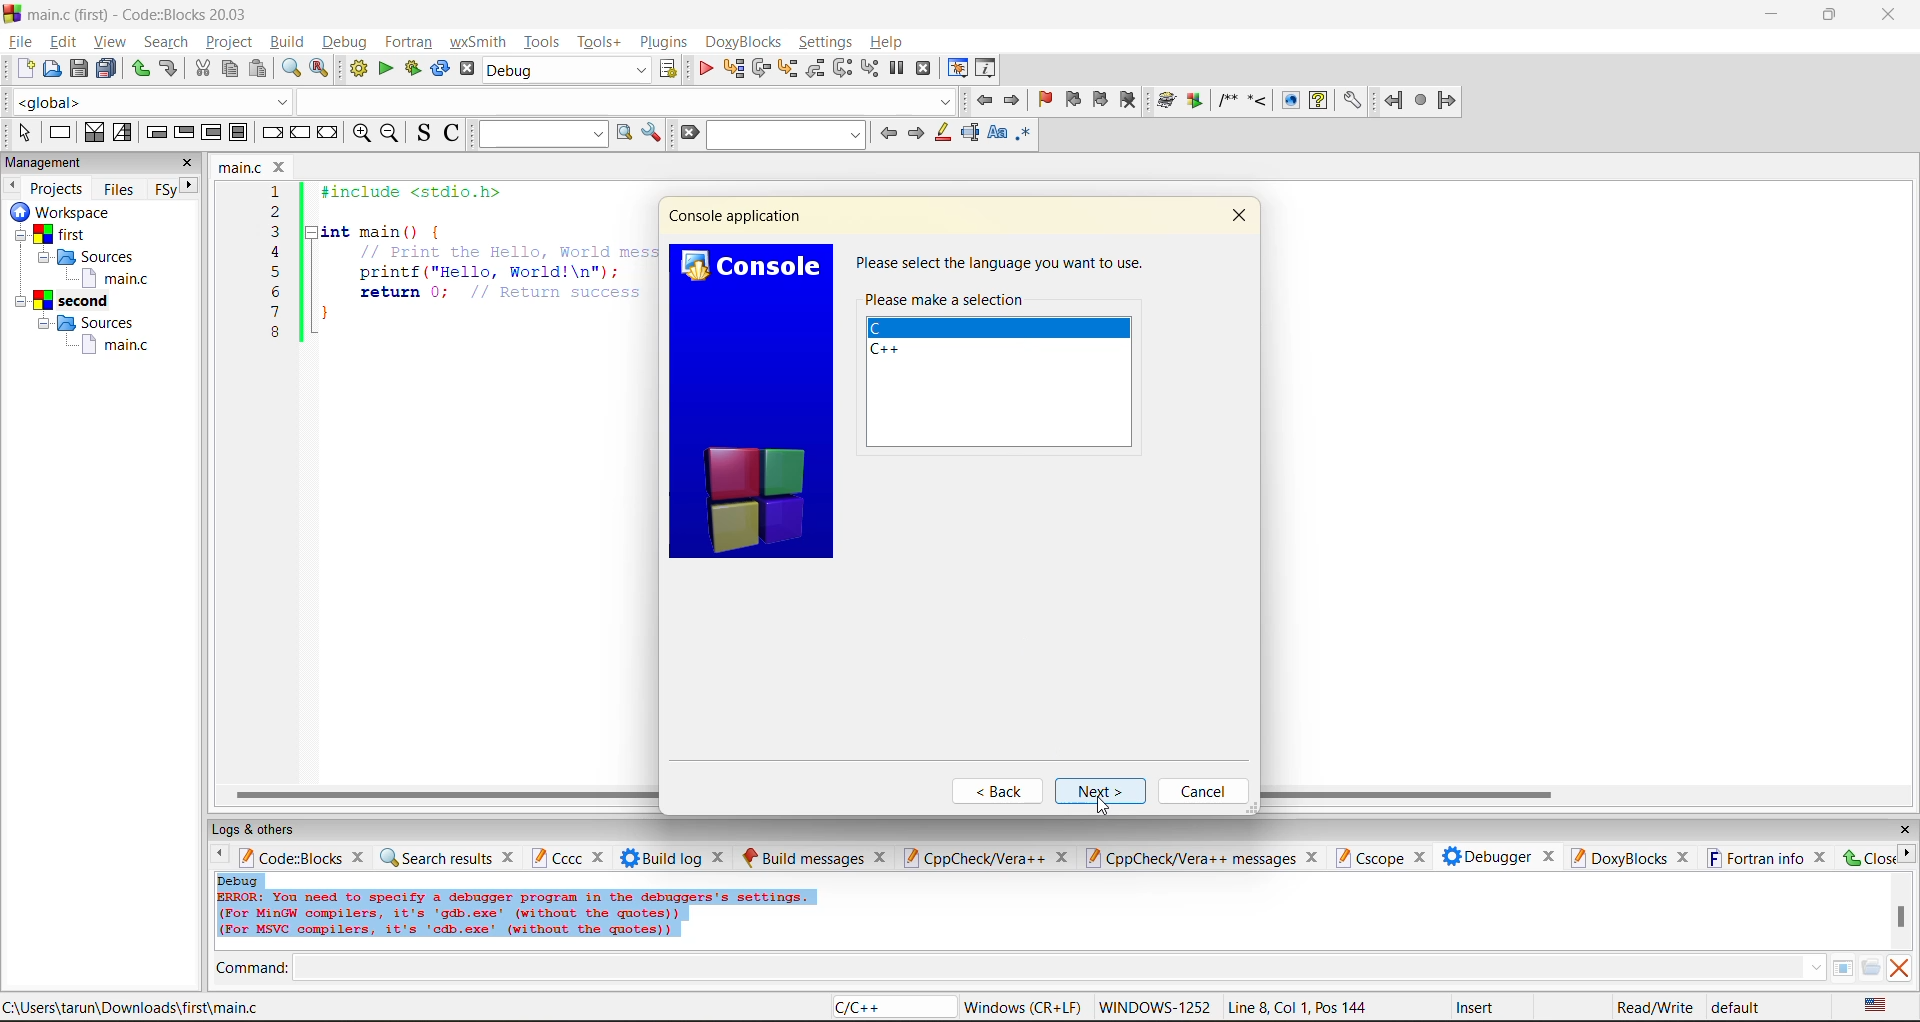 main.c (first) - Code::Blocks 20.03
File Edit View Search Project Build Debug Fortran wxSmith Tools Tools+ Plugins DoxyBlocks Settings Help
Debug
<global>
/** *<
S C
Aa .*
Management
Projects Files FSy
Workspace
first
Sources
main.c
second
Sources
main.c
main.c
1 #include <stdio.h>
2
3 int main() {
4 // Print the Hello, World mess
5 printf("Hello, World!\n");
6 return 0; // Return success
7 }
8
Console application
Console
Please select the language you want to use.
Please make a selection
C
C++
< Back
Next >
Cancel
Logs & others
Code::Blocks Search results Cccc Build log Build messages CppCheck/Vera++ CppCheck/Vera++ messages Cscope Debugger DoxyBlocks Fortran info Close
Debug
ERROR: You need to specify a debugger program in the debuggers's settings.
(For MinGW compilers, it's 'gdb.exe' (without the quotes))
(For MSVC compilers, it's 'cdb.exe' (without the quotes))
Command:
C:\Users\tarun\Downloads\first\main.c C/C++ Windows (CR+LF) WINDOWS-1252 Line 8, Col 1, Pos 144 Insert Read/Write default